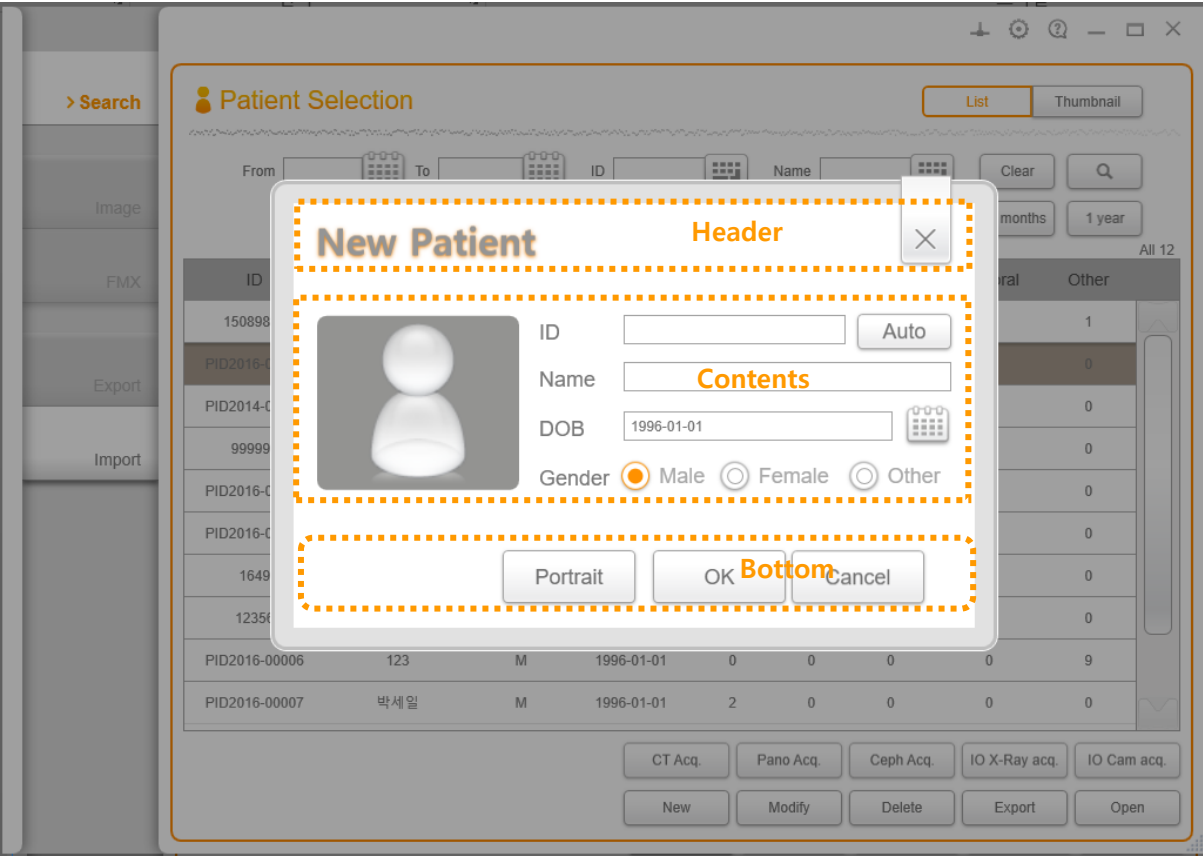 > Search
Image
FMX
Export
Import
Patient Selection
List
Thumbnail
From
To
ID
Name
Clear
months
1 year
All 12
ID
Other
New Patient
Header
ID
Auto
Name
Contents
DOB
1996-01-01
Gender
Male
Female
Other
Portrait
OK
Bottom
Cancel
150898
1
PID2016-0
0
PID2014-0
0
99999
0
PID2016-0
0
PID2016-0
0
1649
0
12356
0
PID2016-00006 123 M 1996-01-01 0 0 0 0 9
PID2016-00007 박세일 M 1996-01-01 2 0 0 0 0
CT Acq.
Pano Acq.
Ceph Acq.
IO X-Ray acq.
IO Cam acq.
New
Modify
Delete
Export
Open